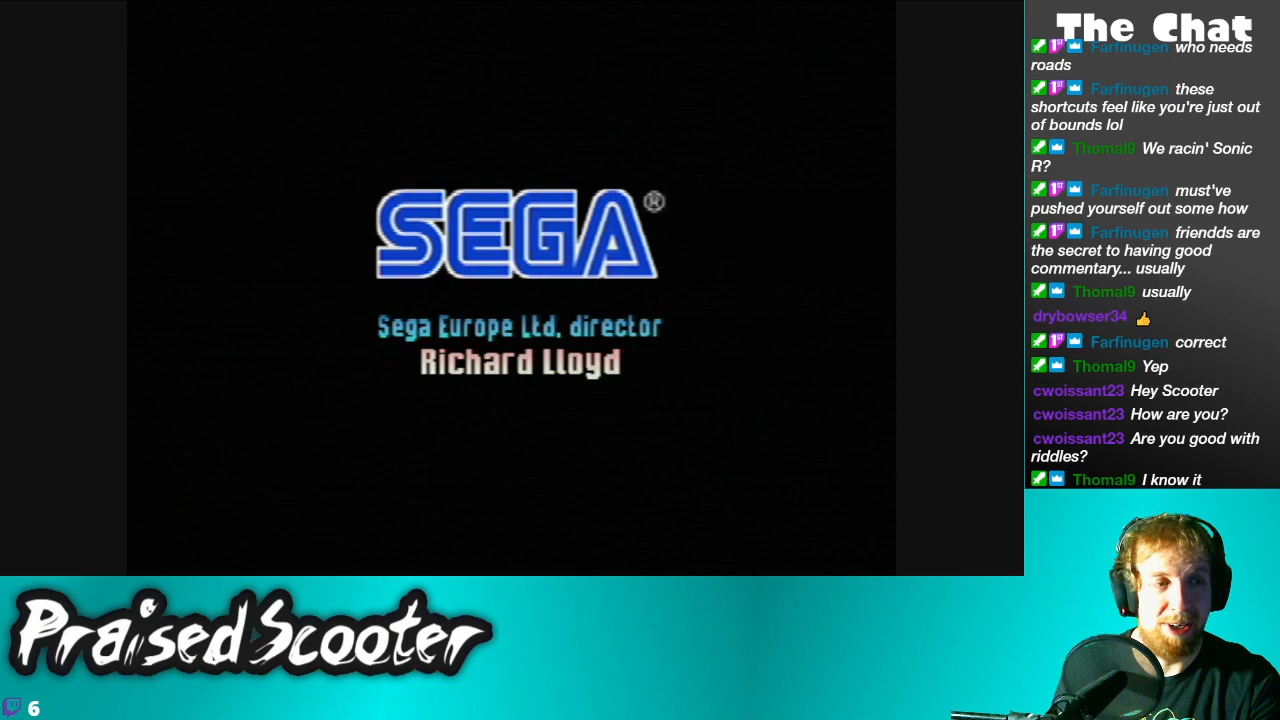 SEGA®
Sega Europe Ltd. director
Richard Lloyd
The Chat
Farfinugen who needs
roads
Farfinugen these
shortcuts feel like you're just out
of bounds lol
Thomal9 We racin' Sonic
R?
Farfinugen must've
pushed yourself out some how
Farfinugen friendds are
the secret to having good
commentary... usually
Thomal9 usually
drybowser34 👍
Farfinugen correct
Thomal9 Yep
cwoissant23 Hey Scooter
cwoissant23 How are you?
cwoissant23 Are you good with
riddles?
Thomal9 I know it
PraisedScooter
6